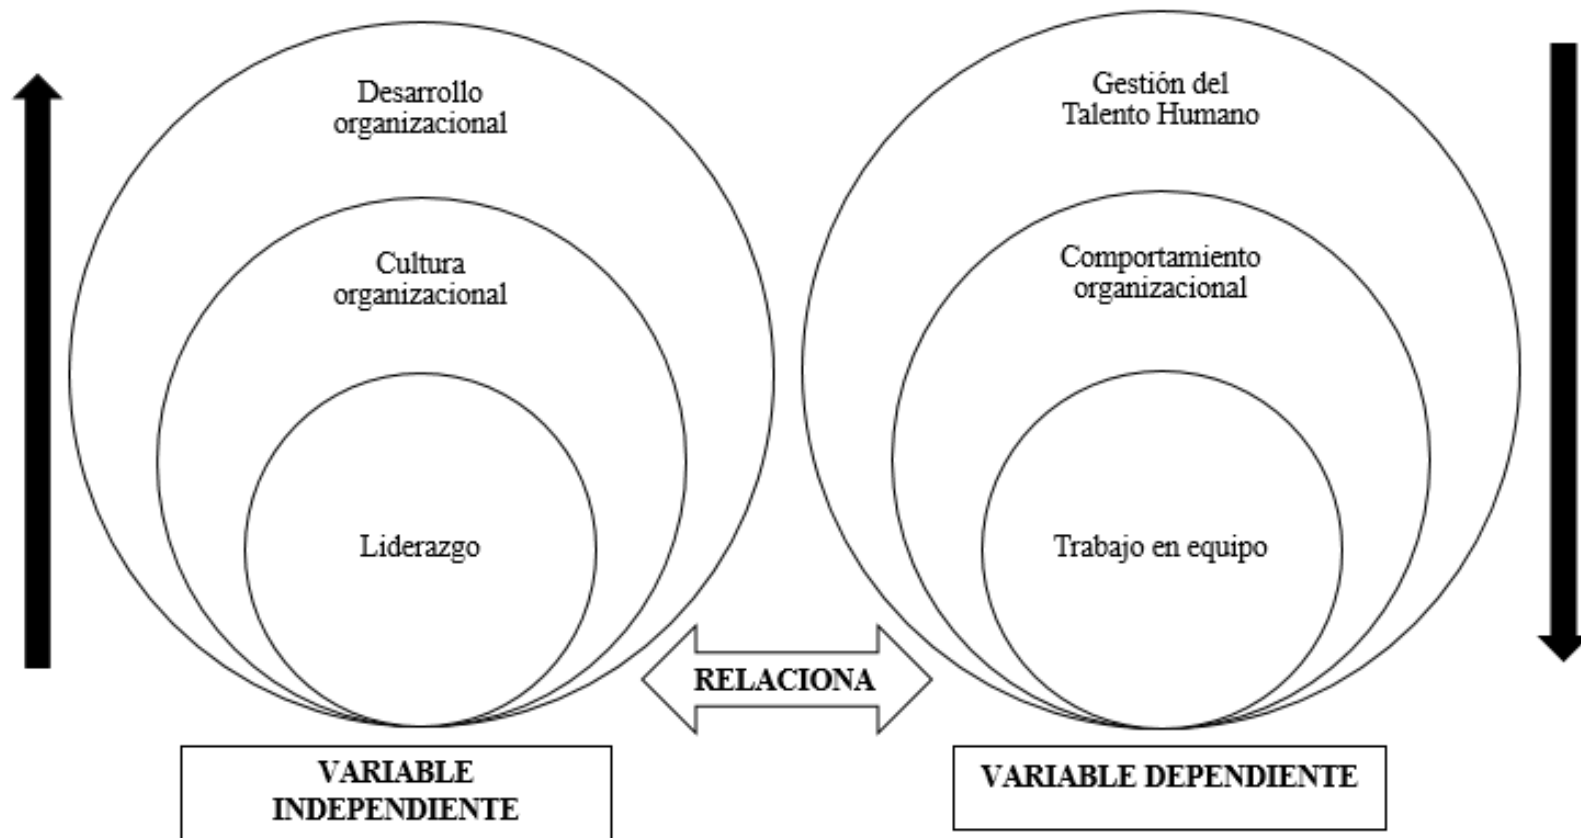 Desarrollo
organizacional
Cultura
organizacional
Liderazgo
Gestión del
Talento Humano
Comportamiento
organizacional
Trabajo en equipo
RELACIONA
VARIABLE
INDEPENDIENTE
VARIABLE DEPENDIENTE